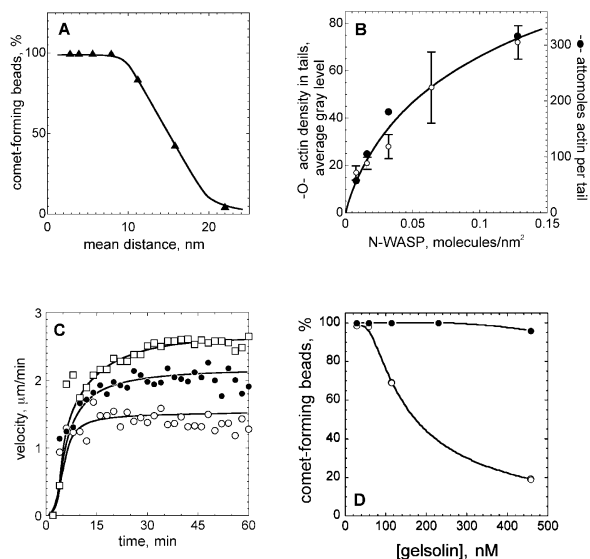 A
comet-forming beads, %
100
50
0
0
10
20
mean distance, nm
B
-O- actin density in tails,
average gray level
80
60
40
20
0
0
0.05
0.1
0.15
N-WASP, molecules/nm2
300
200
100
0
-●- attomoles actin per tail
C
velocity, μm/min
3
2
1
0
0
15
30
45
60
time, min
D
comet-forming beads, %
100
80
60
40
20
0
0
100
200
300
400
500
[gelsolin], nM